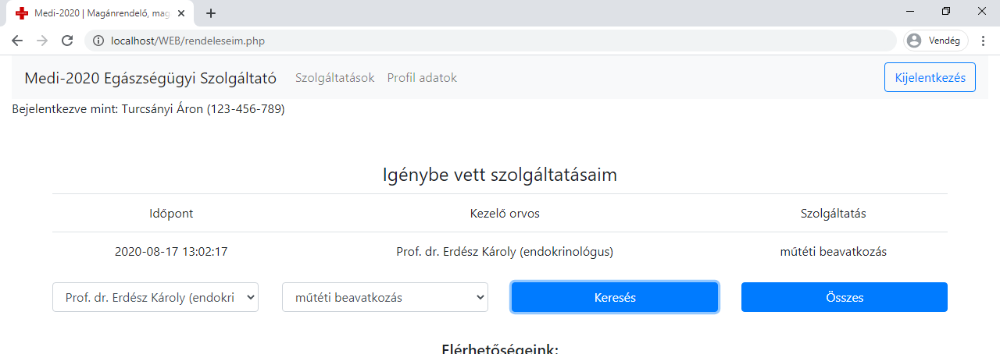 Medi-2020 | Magánrendelő, mag
localhost/WEB/rendeleseim.php
Vendég
Medi-2020 Egászségügyi Szolgáltató Szolgáltatások Profil adatok Kijelentkezés
Bejelentkezve mint: Turcsányi Áron (123-456-789)
Igénybe vett szolgáltatásaim
Időpont Kezelő orvos Szolgáltatás
2020-08-17 13:02:17 Prof. dr. Erdész Károly (endokrinológus) műtéti beavatkozás
Prof. dr. Erdész Károly (endokri műtéti beavatkozás Keresés Összes
Elérhetőségeink: